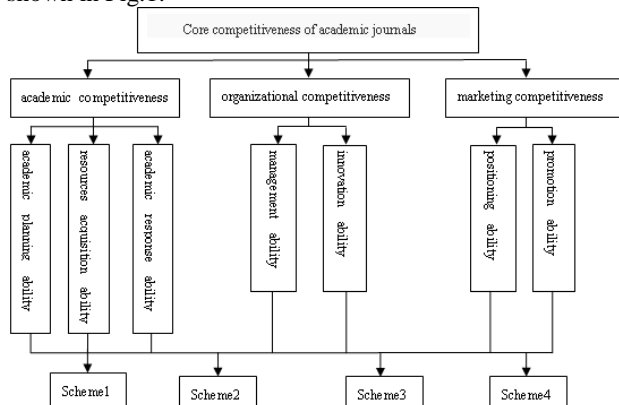 shown in Fig.1.
Core competitiveness of academic journals
academic competitiveness
organizational competitiveness
marketing competitiveness
academic planning ability
resources acquisition ability
academic response ability
management ability
innovation ability
positioning ability
promotion ability
Scheme1
Scheme2
Scheme3
Scheme4